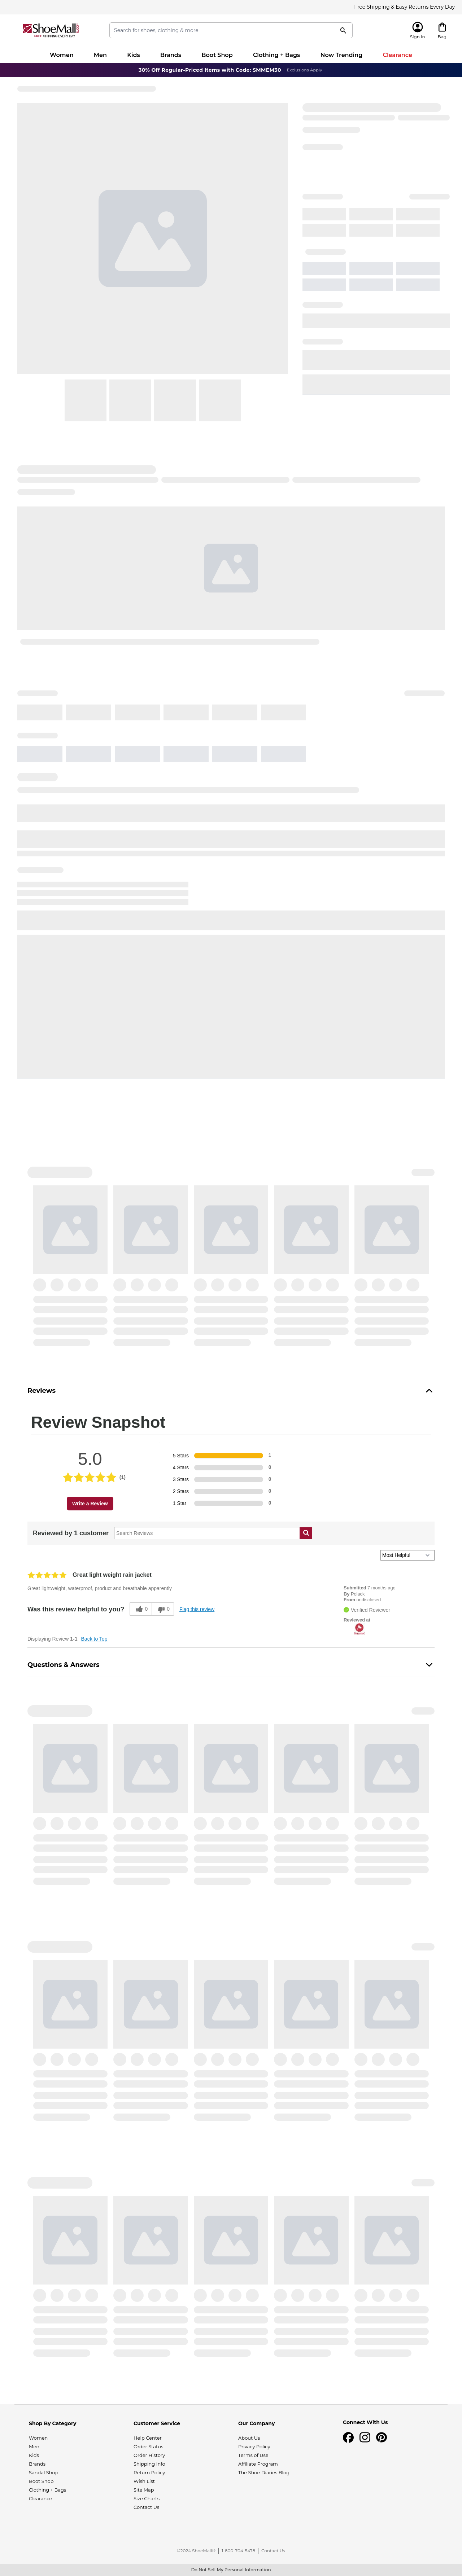 Free Shipping & Easy Returns Every Day
ShoeMall
FREE SHIPPING EVERY DAY
Search for shoes, clothing & more
Sign In
Bag
Women
Men
Kids
Brands
Boot Shop
Clothing + Bags
Now Trending
Clearance
30% Off Regular-Priced Items with Code: SMMEM30 Exclusions Apply
Reviews
Review Snapshot
5.0
(1)
Write a Review
5 Stars 1
4 Stars 0
3 Stars 0
2 Stars 0
1 Star 0
Reviewed by 1 customer
Search Reviews
Most Helpful
Great light weight rain jacket
Great lightweight, waterproof, product and breathable apparently
Submitted 7 months ago
By Polack
From undisclosed
Verified Reviewer
Reviewed at
Was this review helpful to you? 0 0 Flag this review
Displaying Review 1-1 Back to Top
Questions & Answers
Shop By Category
Women
Men
Kids
Brands
Sandal Shop
Boot Shop
Clothing + Bags
Clearance
Customer Service
Help Center
Order Status
Order History
Shipping Info
Return Policy
Wish List
Site Map
Size Charts
Contact Us
Our Company
About Us
Privacy Policy
Terms of Use
Affiliate Program
The Shoe Diaries Blog
Connect With Us
©2024 ShoeMall® | 1-800-704-5478 | Contact Us
Do Not Sell My Personal Information